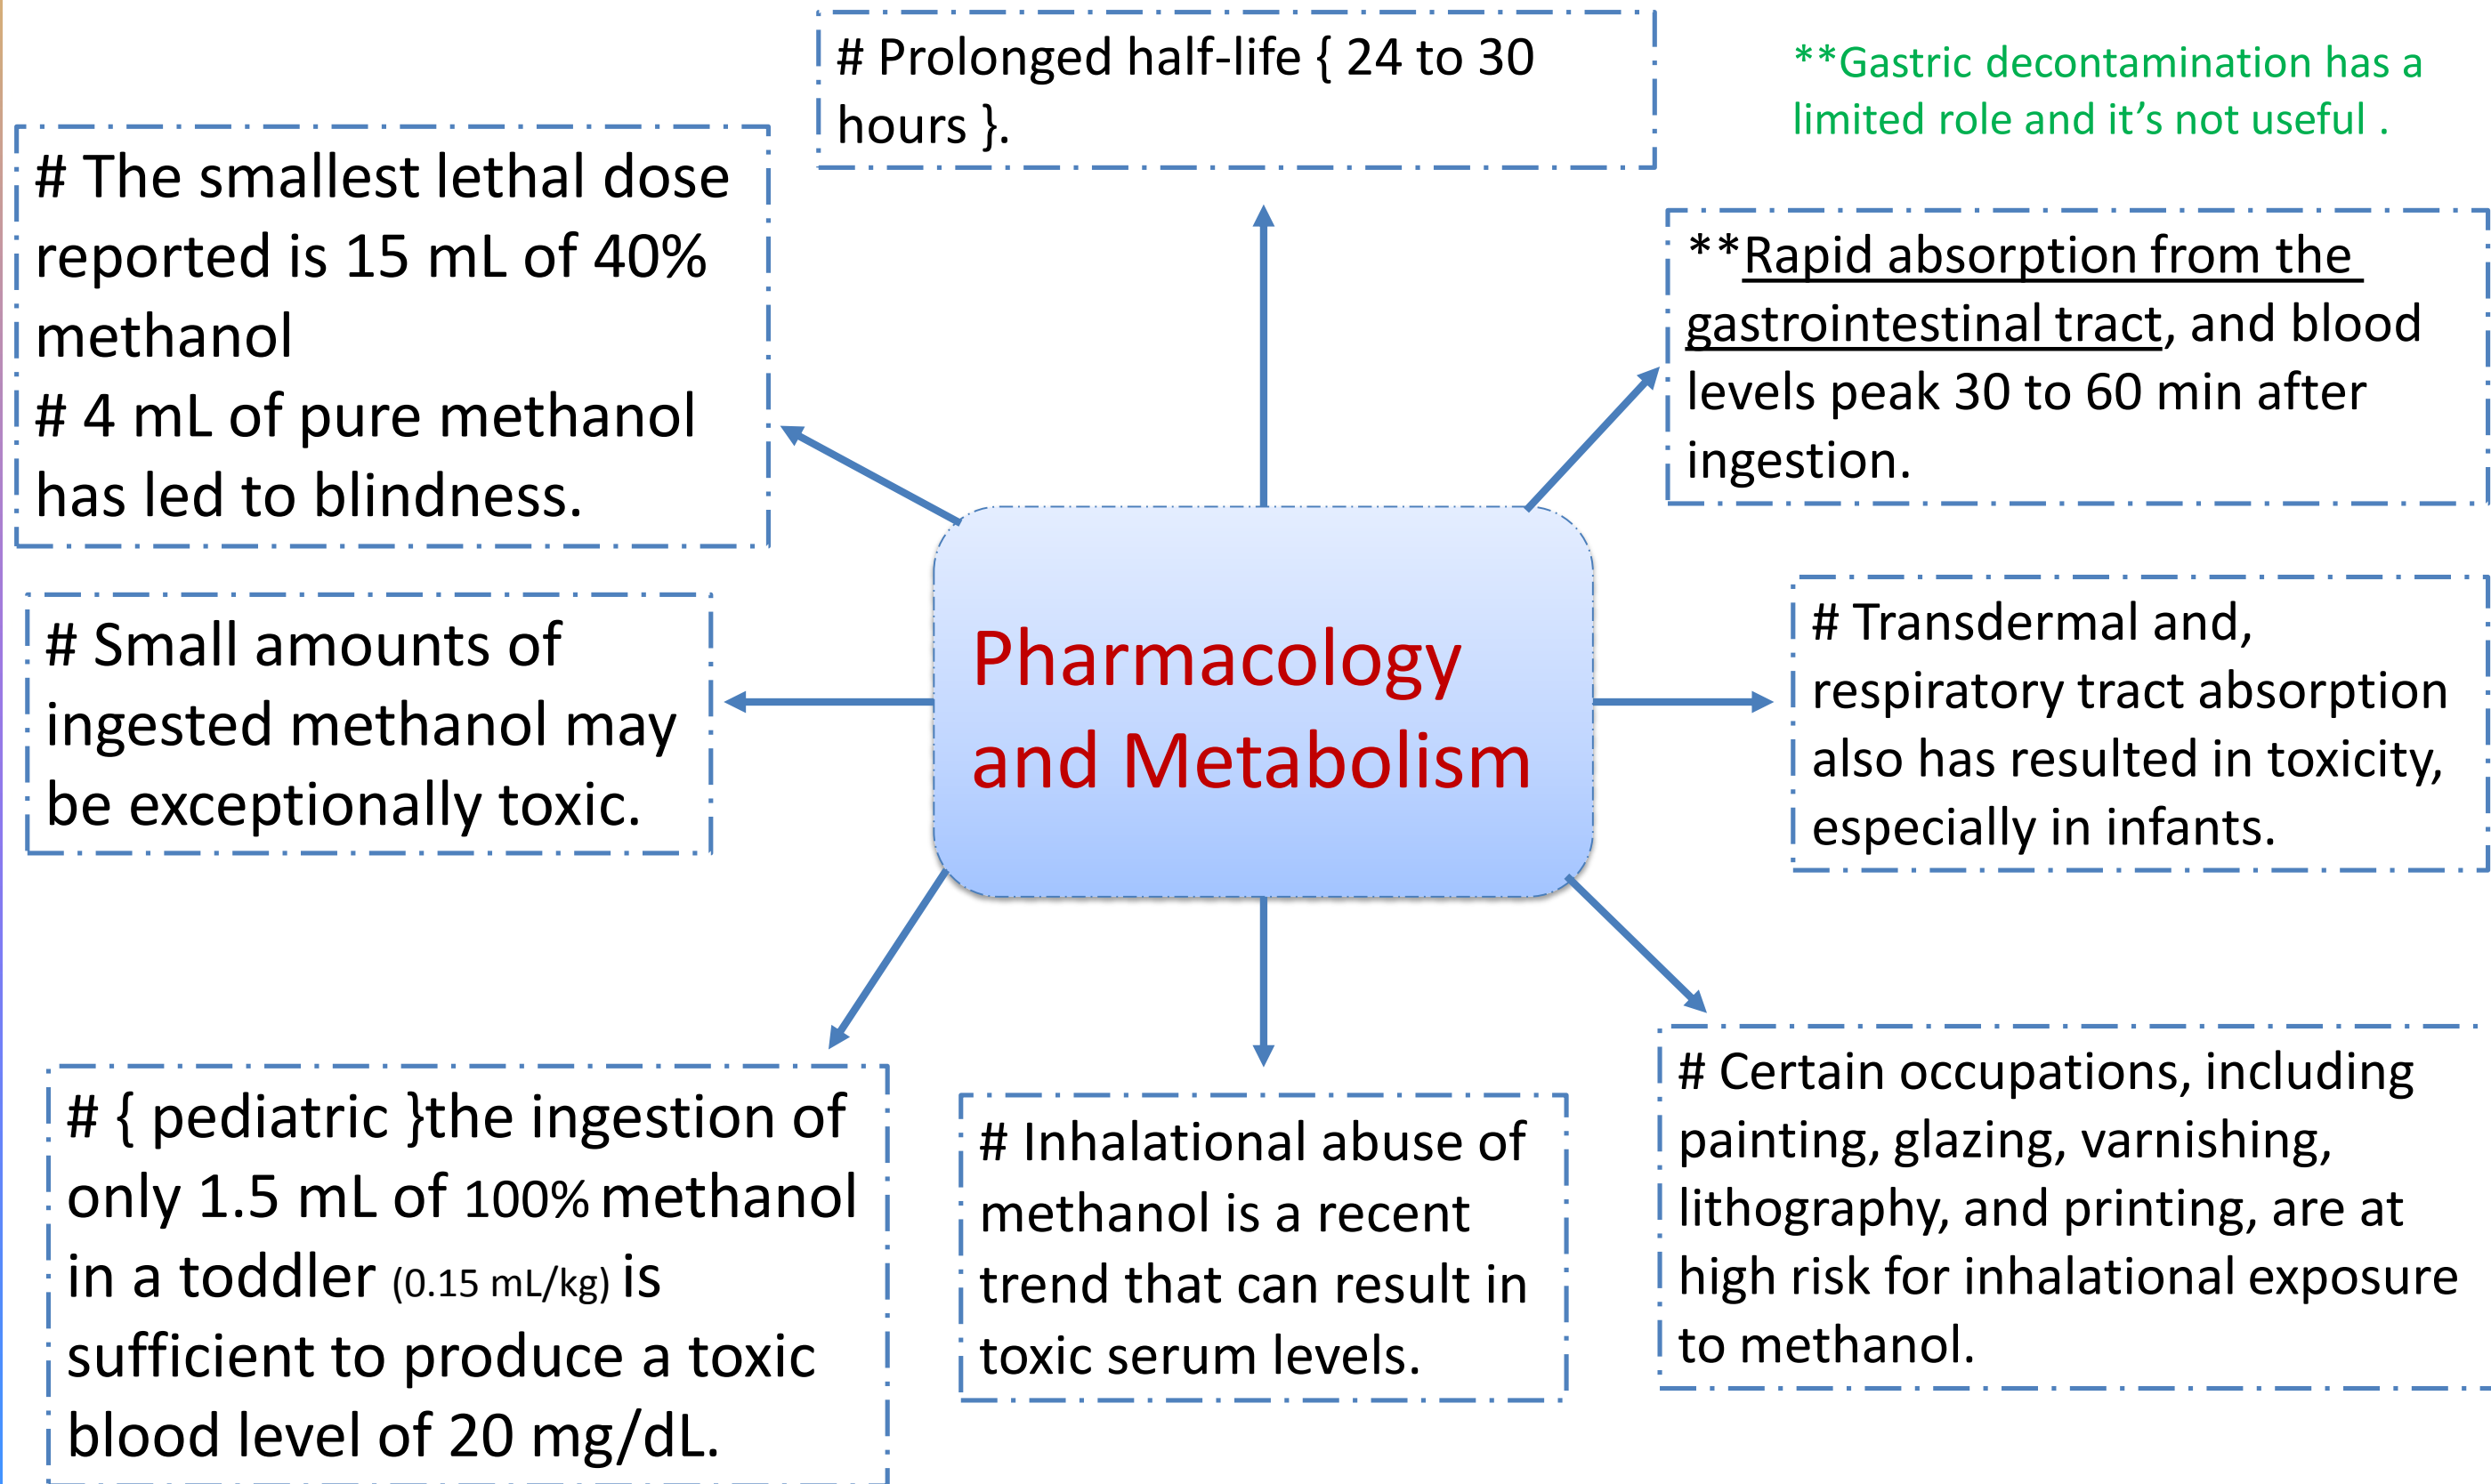 # Prolonged half-life { 24 to 30
hours }.
**Gastric decontamination has a
limited role and it’s not useful .
# The smallest lethal dose
reported is 15 mL of 40%
methanol
# 4 mL of pure methanol
has led to blindness.
**Rapid absorption from the
gastrointestinal tract, and blood
levels peak 30 to 60 min after
ingestion.
# Small amounts of
ingested methanol may
be exceptionally toxic.
Pharmacology
and Metabolism
# Transdermal and,
respiratory tract absorption
also has resulted in toxicity,
especially in infants.
# { pediatric }the ingestion of
only 1.5 mL of 100% methanol
in a toddler (0.15 mL/kg) is
sufficient to produce a toxic
blood level of 20 mg/dL.
# Inhalational abuse of
methanol is a recent
trend that can result in
toxic serum levels.
# Certain occupations, including
painting, glazing, varnishing,
lithography, and printing, are at
high risk for inhalational exposure
to methanol.